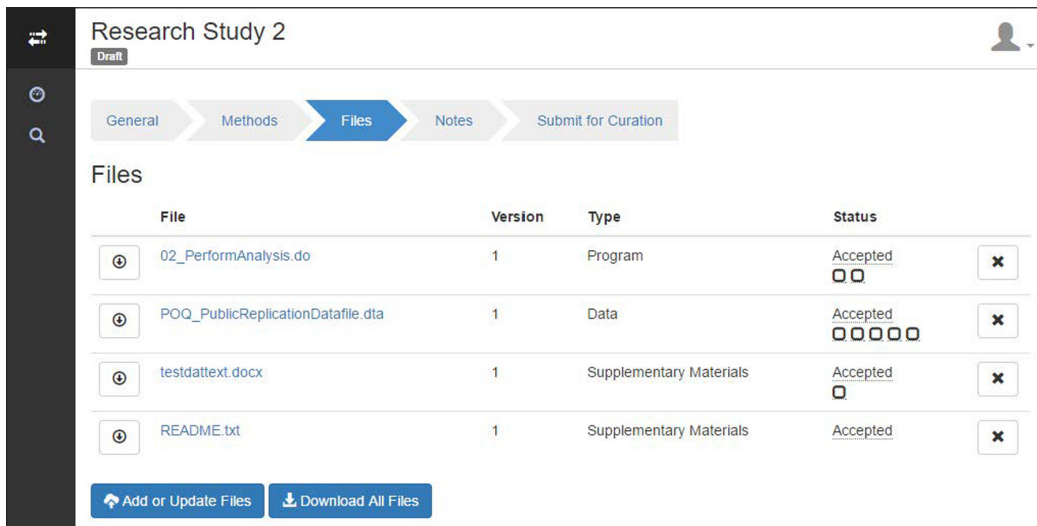 Research Study 2
Draft
General Methods Files Notes Submit for Curation
Files
File Version Type Status
02_PerformAnalysis.do 1 Program Accepted
POQ_PublicReplicationDatafile.dta 1 Data Accepted
testdattext.docx 1 Supplementary Materials Accepted
README.txt 1 Supplementary Materials Accepted
Add or Update Files Download All Files